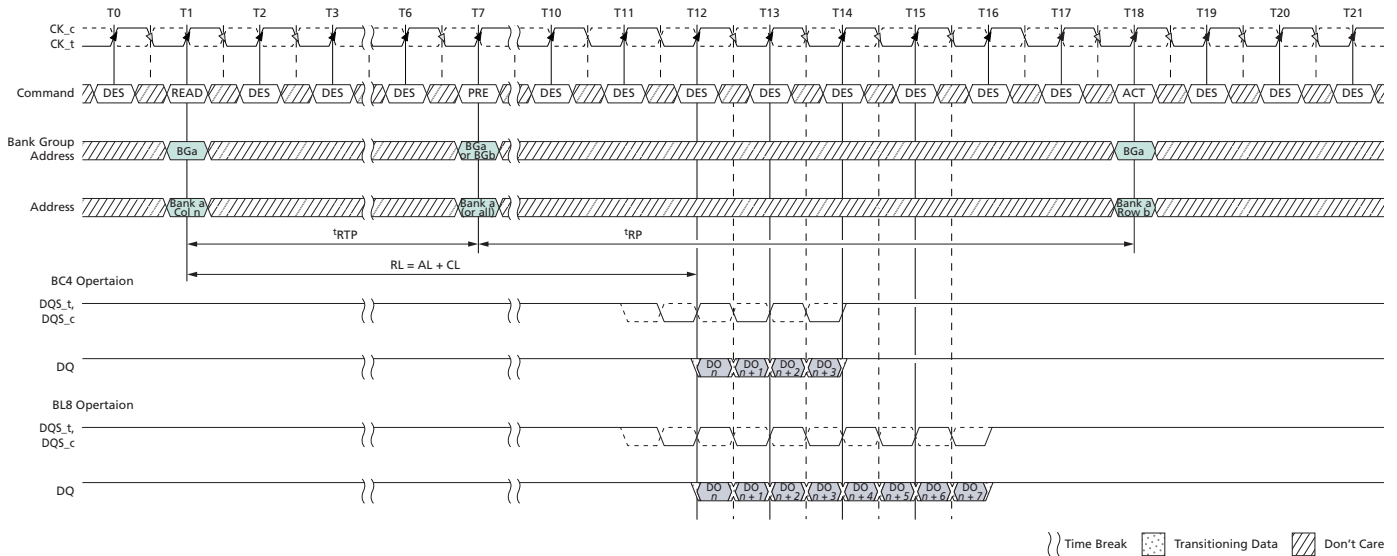 T0 T1 T2 T3 T6 T7 T10 T11 T12 T13 T14 T15 T16 T17 T18 T19 T20 T21
CK_c
CK_t
Command DES READ DES DES DES PRE DES DES DES DES DES DES DES DES ACT DES DES DES
Bank Group
Address
BGa
BGa
or BGb
BGa
Address
Bank a
Col n
Bank a
(or all)
Bank a
Row b
tRTP tRP
RL = AL + CL
BC4 Opertaion
DQS_t,
DQS_c
DQ
DO
n
DO
n + 1
DO
n + 2
DO
n + 3
BL8 Opertaion
DQS_t,
DQS_c
DQ
DO
n
DO
n + 1
DO
n + 2
DO
n + 3
DO
n + 4
DO
n + 5
DO
n + 6
DO
n + 7
Time Break Transitioning Data Don't Care